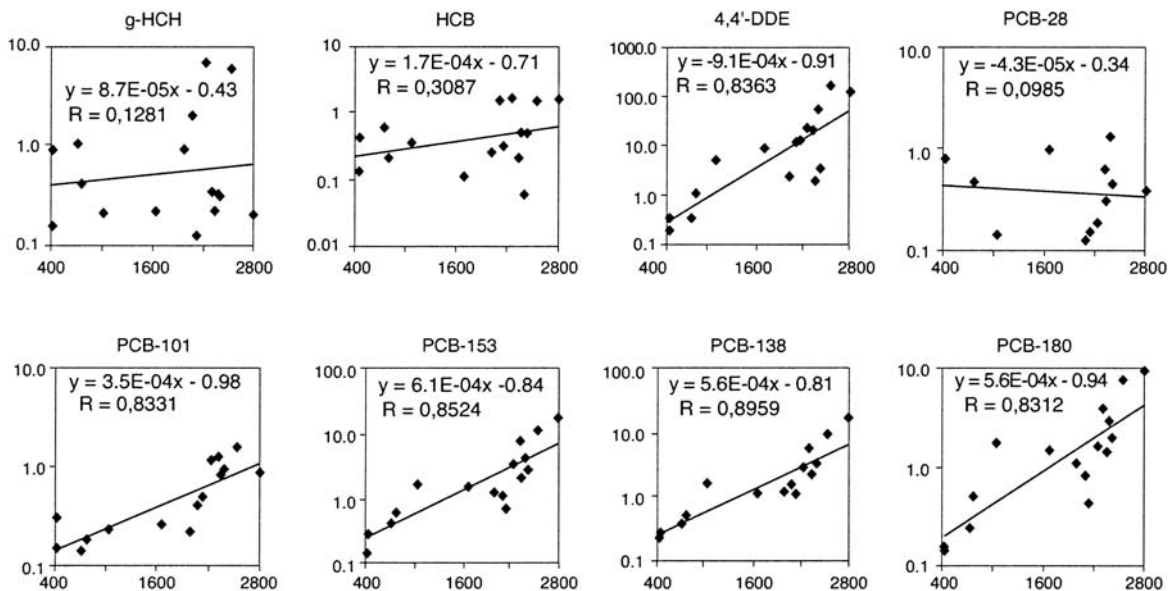 g-HCH
10.0
y = 8.7E-05x - 0.43
R = 0,1281
1.0
0.1
400
1600
2800
HCB
10.0
y = 1.7E-04x - 0.71
R = 0,3087
1.0
0.1
0.01
400
1600
2800
4,4'-DDE
1000.0
y = -9.1E-04x - 0.91
R = 0,8363
100.0
10.0
1.0
0.1
400
1600
2800
PCB-28
10.0
y = -4.3E-05x - 0.34
R = 0,0985
1.0
0.1
400
1600
2800
PCB-101
10.0
y = 3.5E-04x - 0.98
R = 0,8331
1.0
0.1
400
1600
2800
PCB-153
100.0
y = 6.1E-04x -0.84
R = 0,8524
10.0
1.0
0.1
400
1600
2800
PCB-138
100.0
y = 5.6E-04x - 0.81
R = 0,8959
10.0
1.0
0.1
400
1600
2800
PCB-180
10.0
y = 5.6E-04x - 0.94
R = 0,8312
1.0
0.1
400
1600
2800